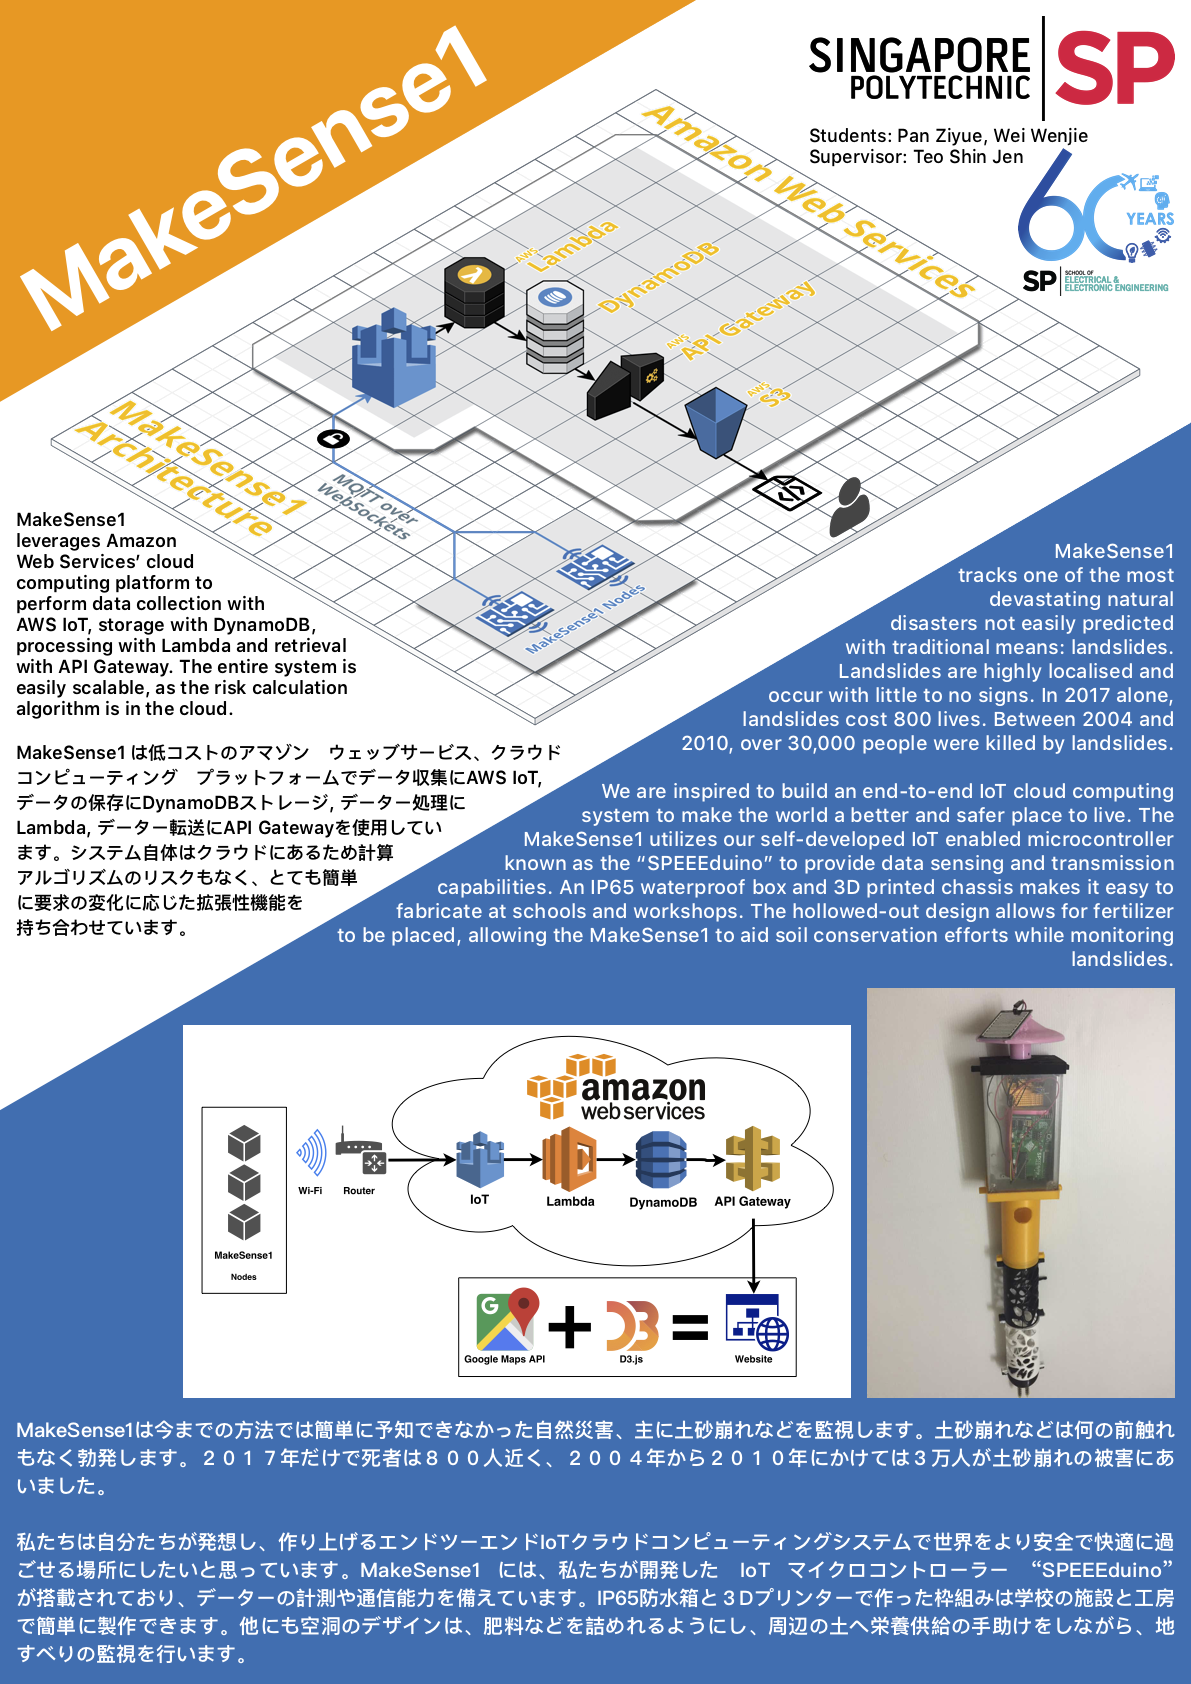 MakeSense1
SINGAPORE
POLYTECHNIC
SP
Students: Pan Ziyue, Wei Wenjie
Supervisor: Teo Shin Jen
60
YEARS
SP
SCHOOL OF
ELECTRICAL &
ELECTRONIC ENGINEERING
Amazon Web Services
AWS
Lambda
DynamoDB
AWS
API Gateway
AWS
S3
MakeSense1
Architecture
MQTT over
WebSockets
MakeSense1 Nodes
MakeSense1
leverages Amazon
Web Services’ cloud
computing platform to
perform data collection with
AWS IoT, storage with DynamoDB,
processing with Lambda and retrieval
with API Gateway. The entire system is
easily scalable, as the risk calculation
algorithm is in the cloud.
MakeSense1 は低コストのアマゾン　ウェッブサービス、クラウド
コンピューティング　プラットフォームでデータ収集にAWS IoT,
データの保存にDynamoDBストレージ, データー処理に
Lambda, データー転送にAPI Gatewayを使用してい
ます。システム自体はクラウドにあるため計算
アルゴリズムのリスクもなく、とても簡単
に要求の変化に応じた拡張性機能を
持ち合わせています。
MakeSense1
tracks one of the most
devastating natural
disasters not easily predicted
with traditional means: landslides.
Landslides are highly localised and
occur with little to no signs. In 2017 alone,
landslides cost 800 lives. Between 2004 and
2010, over 30,000 people were killed by landslides.
We are inspired to build an end-to-end IoT cloud computing
system to make the world a better and safer place to live. The
MakeSense1 utilizes our self-developed IoT enabled microcontroller
known as the “SPEEEduino” to provide data sensing and transmission
capabilities. An IP65 waterproof box and 3D printed chassis makes it easy to
fabricate at schools and workshops. The hollowed-out design allows for fertilizer
to be placed, allowing the MakeSense1 to aid soil conservation efforts while monitoring
landslides.
amazon
web services
MakeSense1
Nodes
Wi-Fi
Router
IoT
Lambda
DynamoDB
API Gateway
G
Google Maps API
+
D3
D3.js
=
Website
MakeSense1は今までの方法では簡単に予知できなかった自然災害、主に土砂崩れなどを監視します。土砂崩れなどは何の前触れ
もなく勃発します。２０１７年だけで死者は８００人近く、２００４年から２０１０年にかけては３万人が土砂崩れの被害にあ
いました。
私たちは自分たちが発想し、作り上げるエンドツーエンドIoTクラウドコンピューティングシステムで世界をより安全で快適に過
ごせる場所にしたいと思っています。MakeSense1　には、私たちが開発した　IoT　マイクロコントローラー　“SPEEEduino”
が搭載されており、データーの計測や通信能力を備えています。IP65防水箱と３Dプリンターで作った枠組みは学校の施設と工房
で簡単に製作できます。他にも空洞のデザインは、肥料などを詰めれるようにし、周辺の土へ栄養供給の手助けをしながら、地
すべりの監視を行います。